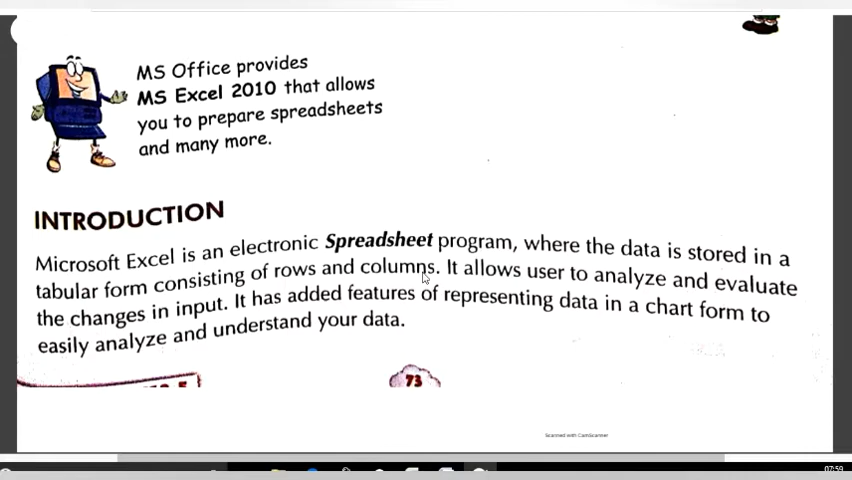 MS Office provides
MS Excel 2010 that allows
you to prepare spreadsheets
and many more.
INTRODUCTION
Microsoft Excel is an electronic Spreadsheet program, where the data is stored in a
tabular form consisting of rows and columns. It allows user to analyze and evaluate
the changes in input. It has added features of representing data in a chart form to
easily analyze and understand your data.
73
Scanned with CamScanner
07:59